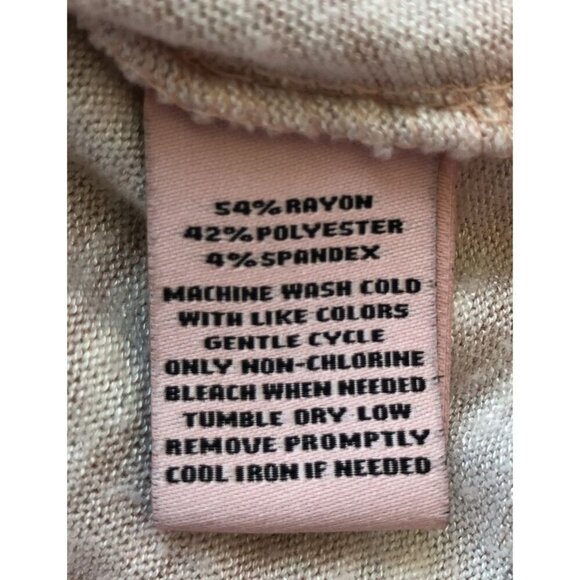 54% RAYON
42% POLYESTER
4% SPANDEX
MACHINE WASH COLD
WITH LIKE COLORS
GENTLE CYCLE
ONLY NON-CHLORINE
BLEACH WHEN NEEDED
TUMBLE DRY LOW
REMOVE PROMPTLY
COOL IRON IF NEEDED